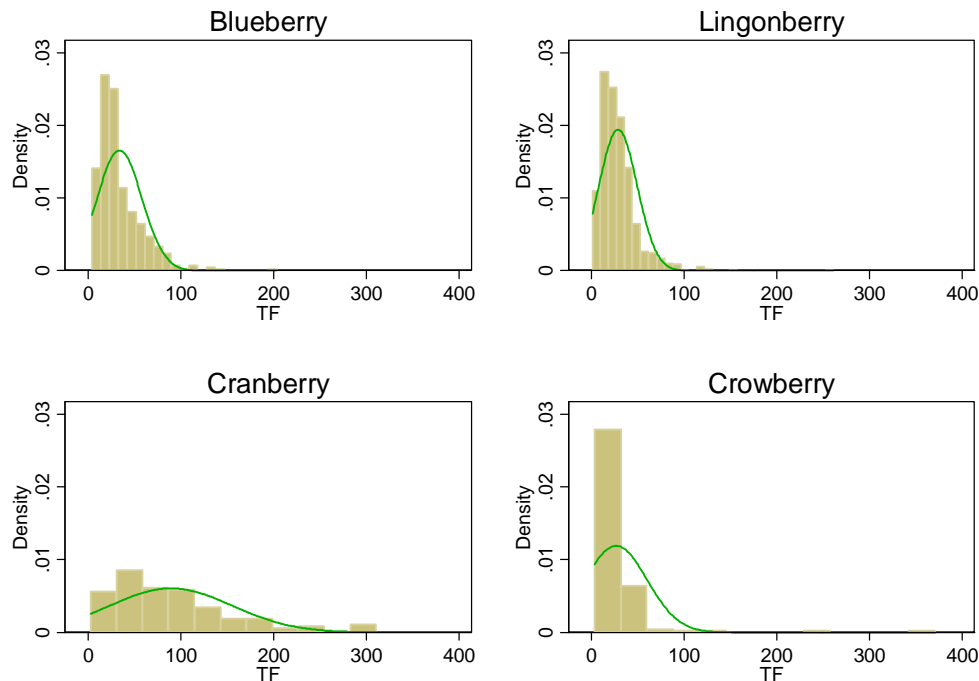 Blueberry
Density
0 .01 .02 .03
0 100 200 300 400
TF
Lingonberry
Density
0 .01 .02 .03
0 100 200 300 400
TF
Cranberry
Density
0 .01 .02 .03
0 100 200 300 400
TF
Crowberry
Density
0 .01 .02 .03
0 100 200 300 400
TF